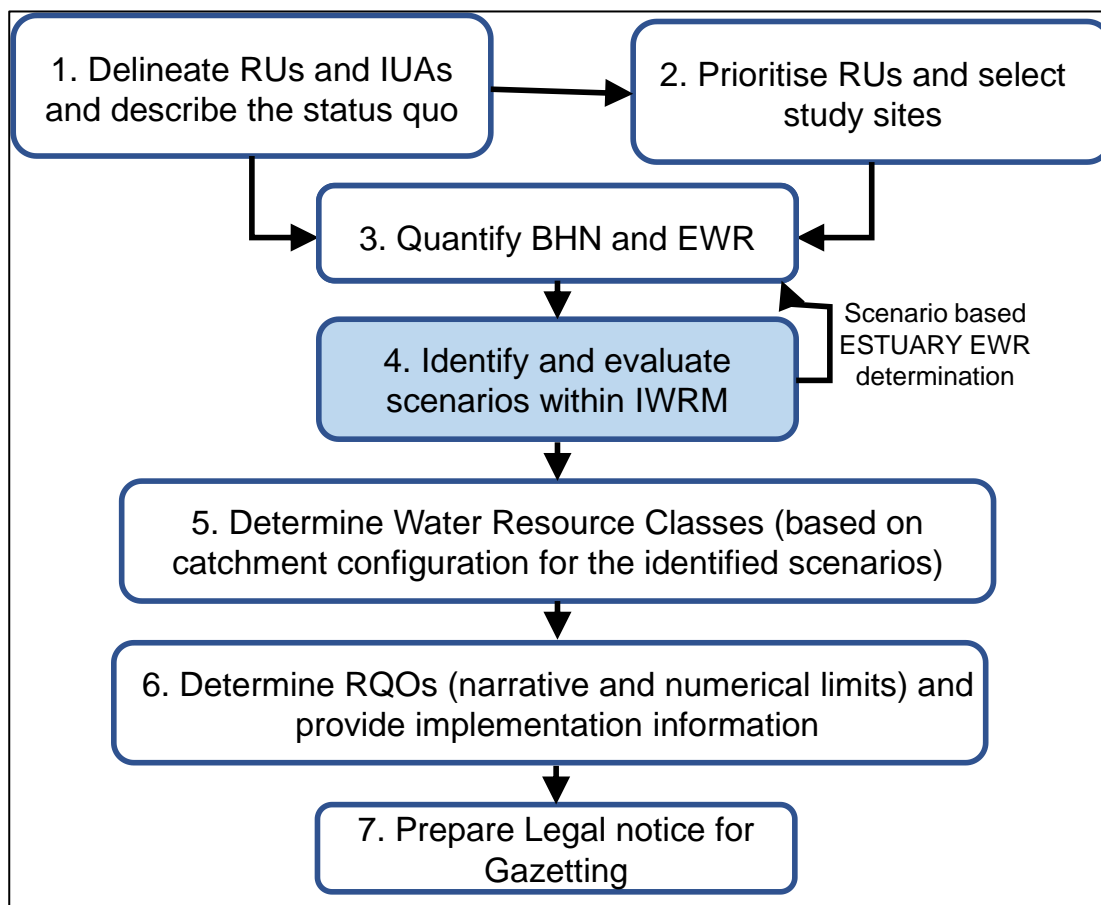 1. Delineate RUs and IUAs
and describe the status quo
2. Prioritise RUs and select
study sites
3. Quantify BHN and EWR
4. Identify and evaluate
scenarios within IWRM
Scenario based
ESTUARY EWR
determination
5. Determine Water Resource Classes (based on
catchment configuration for the identified scenarios)
6. Determine RQOs (narrative and numerical limits) and
provide implementation information
7. Prepare Legal notice for
Gazetting